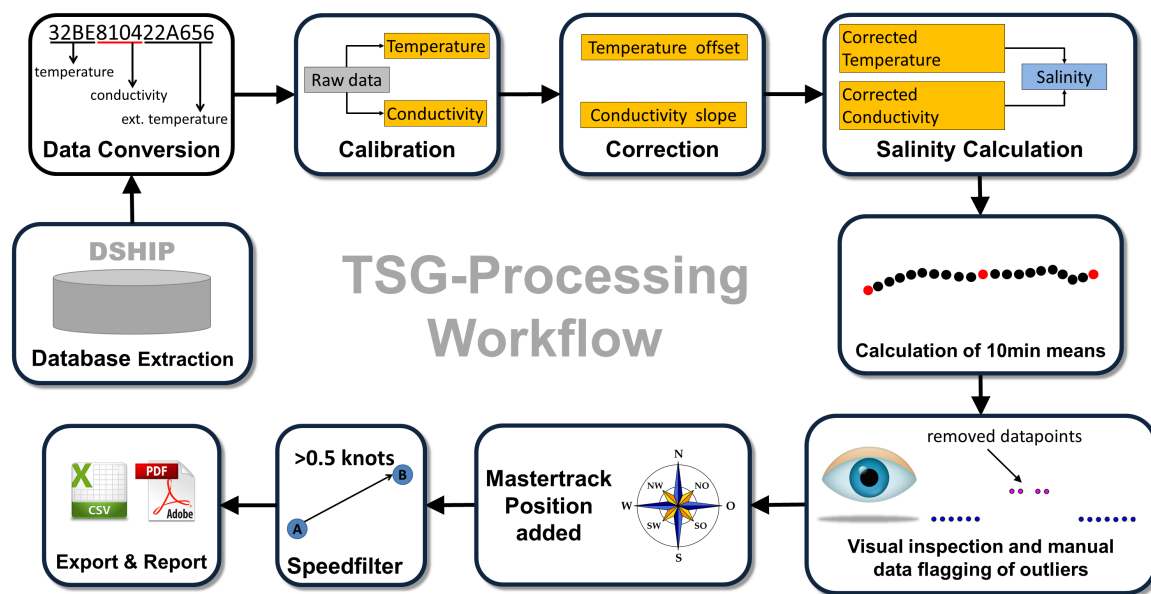 32BE810422A656
temperature
conductivity
ext. temperature
Data Conversion
Raw data
Temperature
Conductivity
Calibration
Temperature offset
Conductivity slope
Correction
Corrected
Temperature
Corrected
Conductivity
Salinity
Salinity Calculation
DSHIP
Database Extraction
TSG-Processing
Workflow
Calculation of 10min means
removed datapoints
Visual inspection and manual
data flagging of outliers
Mastertrack
Position
added
N
NW
NO
W
O
SW
SO
S
>0.5 knots
A
B
Speedfilter
X
CSV
PDF
Adobe
Export & Report